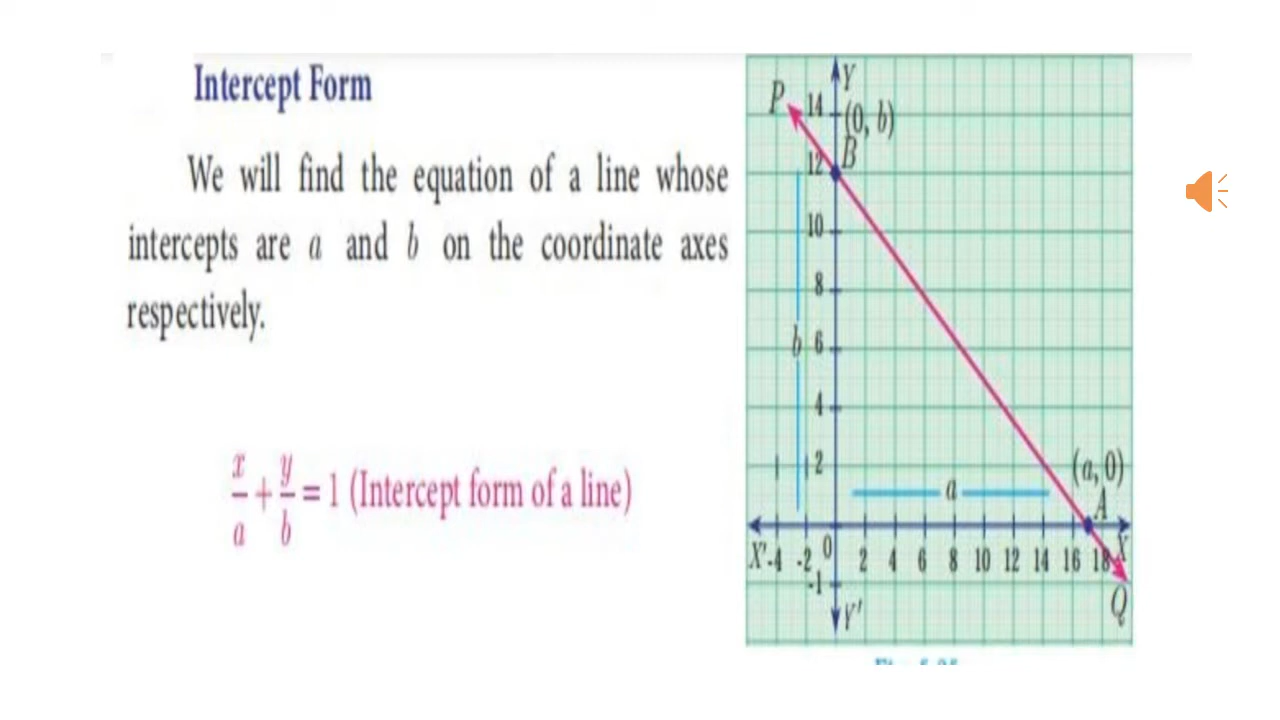 Intercept Form
We will find the equation of a line whose
intercepts are a and b on the coordinate axes
respectively.
x/a + y/b = 1 (Intercept form of a line)
Y
P
14
(0, b)
B
12
10
8
b 6
4
2
(a, 0)
a
A
X' -4 -2 0 2 4 6 8 10 12 14 16 18 X
-1
Y'
Q